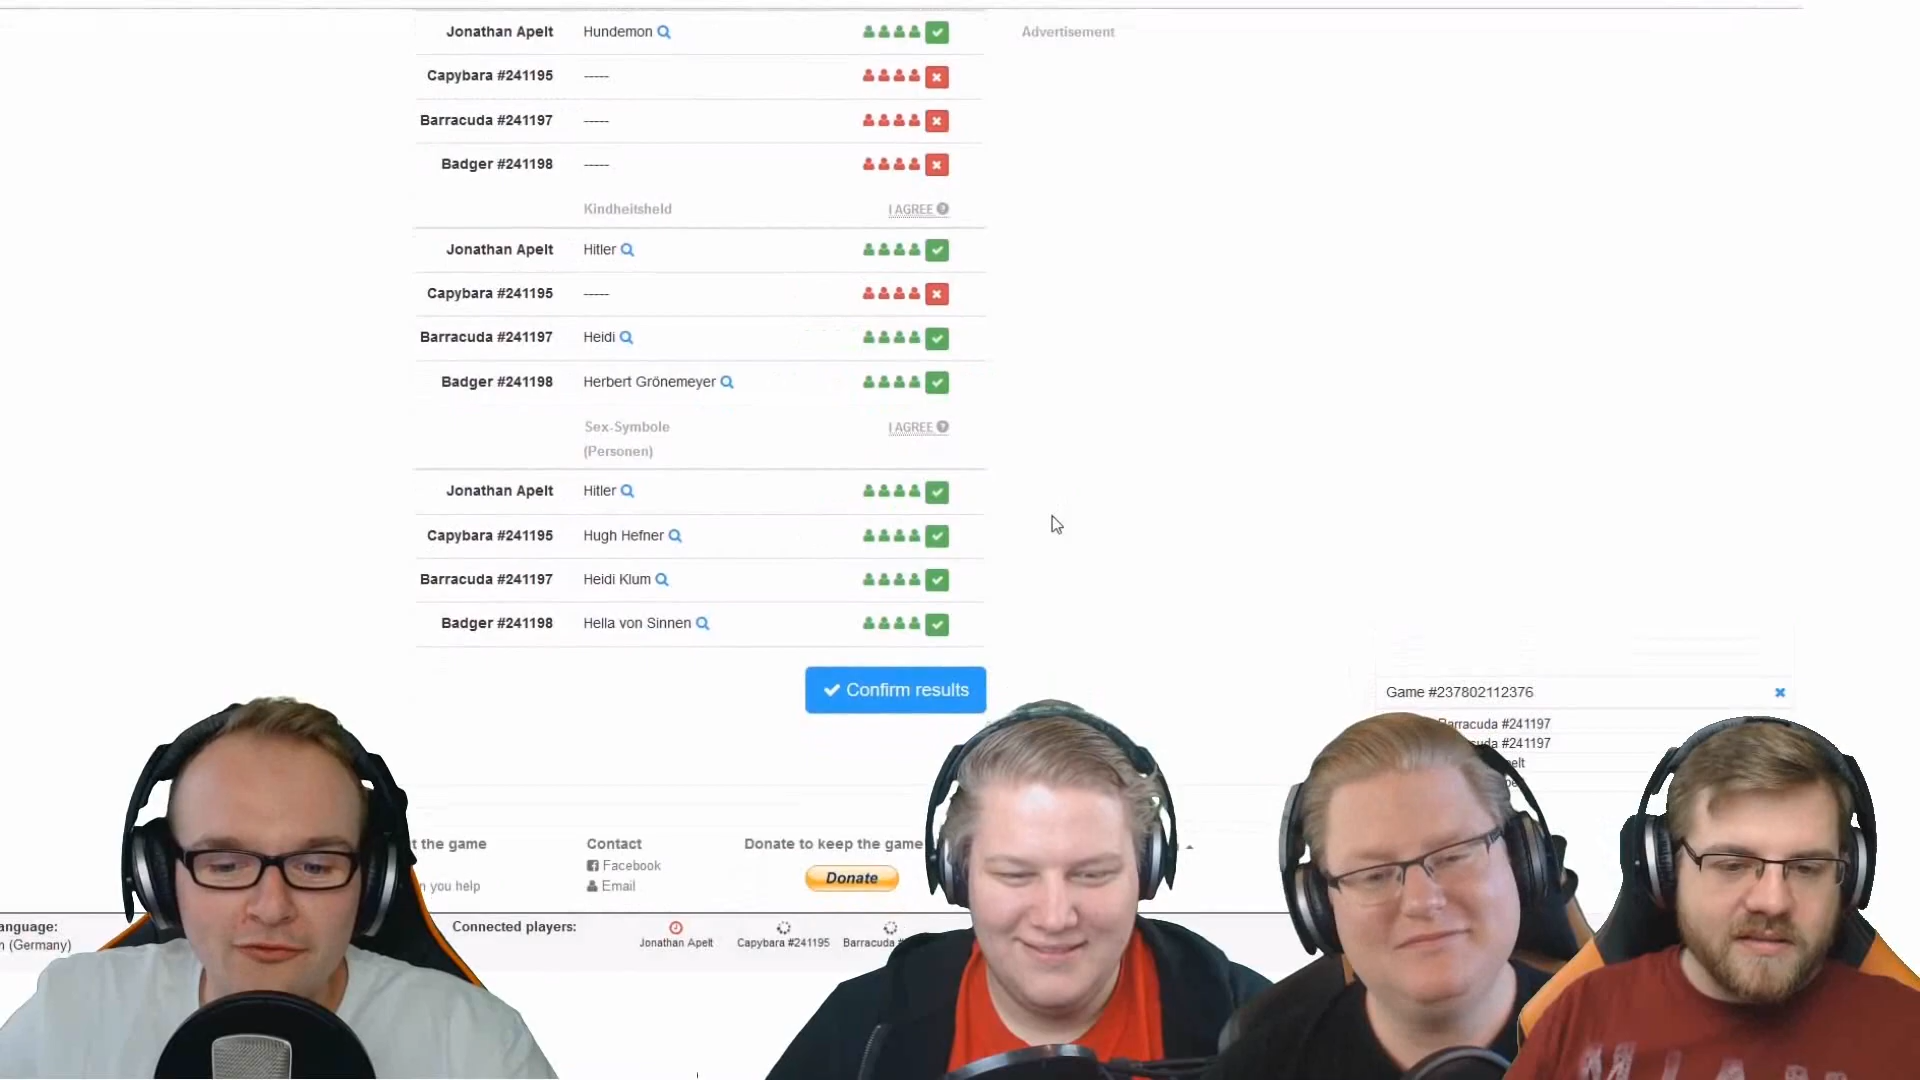 Jonathan Apelt Hundemon
Advertisement
Capybara #241195 -----
Barracuda #241197 -----
Badger #241198 -----
Kindheitsheld I AGREE
Jonathan Apelt Hitler
Capybara #241195 -----
Barracuda #241197 Heidi
Badger #241198 Herbert Grönemeyer
Sex-Symbole I AGREE
(Personen)
Jonathan Apelt Hitler
Capybara #241195 Hugh Hefner
Barracuda #241197 Heidi Klum
Badger #241198 Hella von Sinnen
Confirm results
Game #237802112376
Barracuda #241197
#241197
the game
Contact
Donate to keep the game
Facebook
you help
Email
Donate
Connected players:
(Germany)
Jonathan Apelt
Capybara #241195
Barracuda